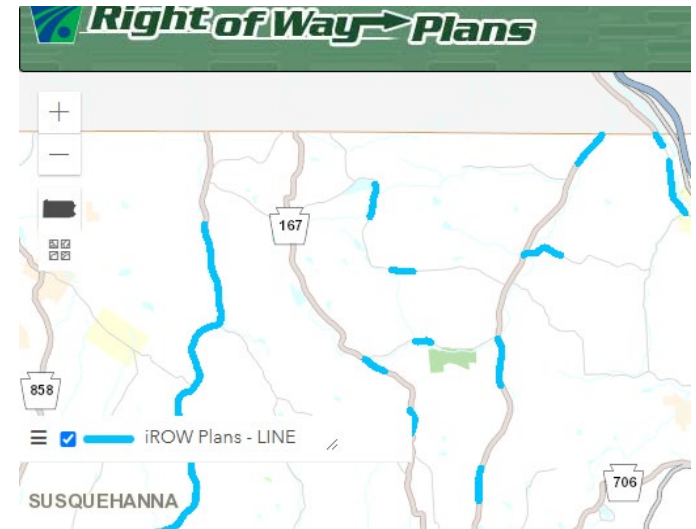 Right of Way Plans
+
−
167
858
iROW Plans - LINE
SUSQUEHANNA
706